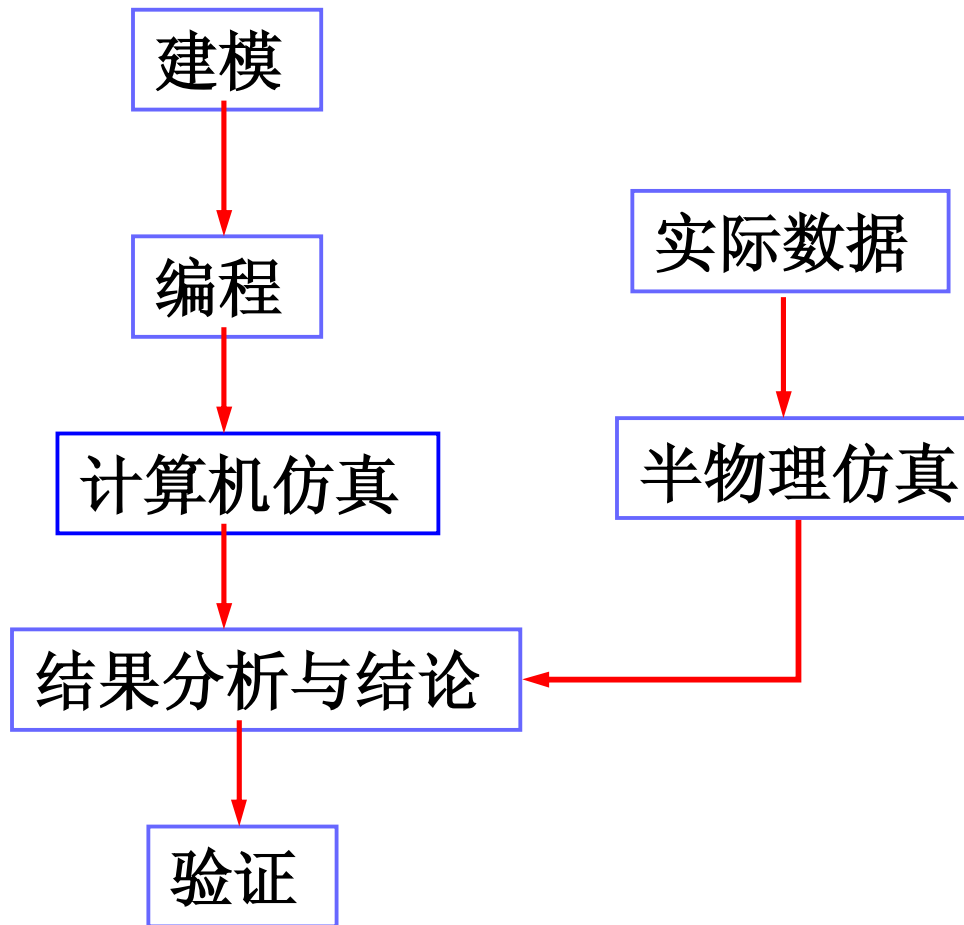 建模
编程
实际数据
计算机仿真
半物理仿真
结果分析与结论
验证